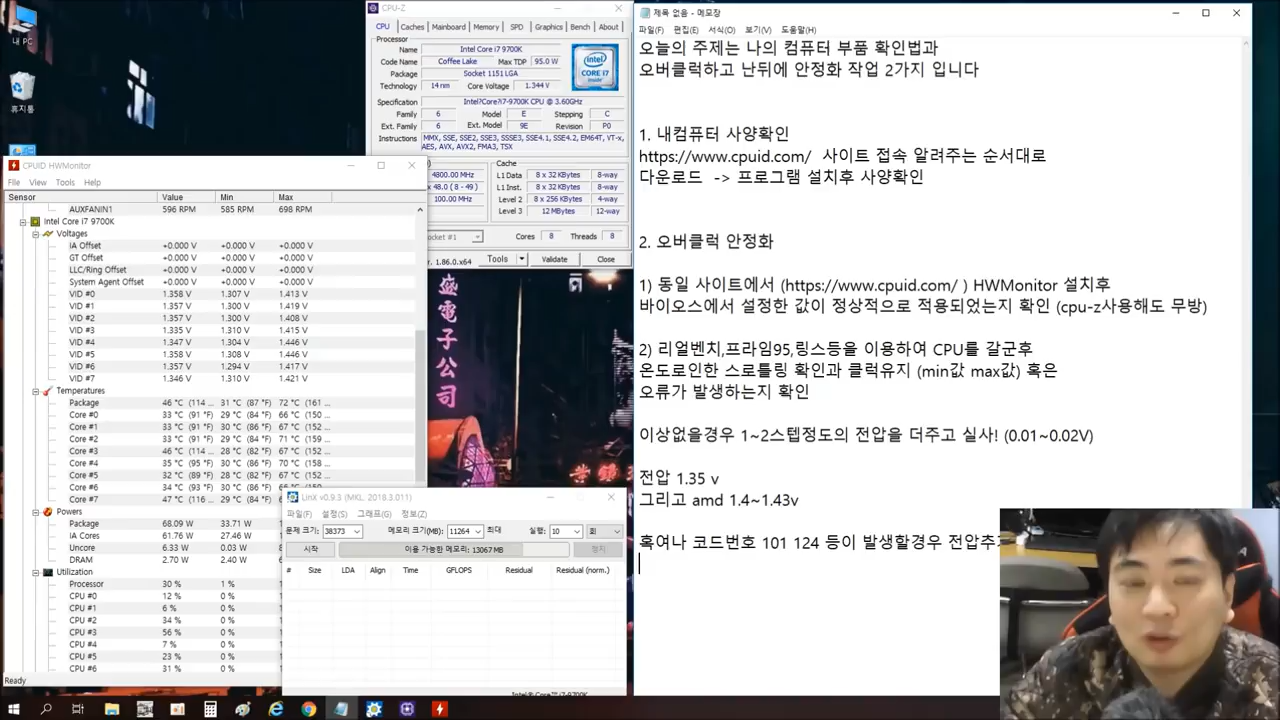 내 PC
휴지통
CPU-Z
CPU Caches Mainboard Memory SPD Graphics Bench About
Processor
Name Intel Core i7 9700K
Code Name Coffee Lake Max TDP 95.0 W
Package Socket 1151 LGA
Technology 14 nm Core Voltage 1.344 V
Specification Intel?Core?i7-9700K CPU @ 3.60GHz
Family 6 Model E Stepping C
Ext. Family 6 Ext. Model 9E Revision P0
Instructions MMX, SSE, SSE2, SSE3, SSSE3, SSE4.1, SSE4.2, EM64T, VT-x,
AES, AVX, AVX2, FMA3, TSX
intel
CORE i7
inside
Cache
4800.00 MHz L1 Data 8 x 32 KBytes 8-way
x 48.0 ( 8 - 49 ) L1 Inst. 8 x 32 KBytes 8-way
100.00 MHz Level 2 8 x 256 KBytes 4-way
Level 3 12 MBytes 12-way
ocket #1 Cores 8 Threads 8
. 1.86.0.x64 Tools Validate Close
CPUID HWMonitor
File View Tools Help
Sensor Value Min Max
AUXFANIN1 596 RPM 585 RPM 698 RPM
Intel Core i7 9700K
Voltages
IA Offset +0.000 V +0.000 V +0.000 V
GT Offset +0.000 V +0.000 V +0.000 V
LLC/Ring Offset +0.000 V +0.000 V +0.000 V
System Agent Offset +0.000 V +0.000 V +0.000 V
VID #0 1.358 V 1.307 V 1.413 V
VID #1 1.357 V 1.300 V 1.419 V
VID #2 1.357 V 1.300 V 1.408 V
VID #3 1.335 V 1.310 V 1.415 V
VID #4 1.347 V 1.310 V 1.446 V
VID #5 1.358 V 1.308 V 1.446 V
VID #6 1.357 V 1.294 V 1.417 V
VID #7 1.346 V 1.310 V 1.421 V
Temperatures
Package 46 °C (114 ... 31 °C (87 °F) 72 °C (161 ...
Core #0 33 °C (91 °F) 29 °C (84 °F) 66 °C (150 ...
Core #1 33 °C (91 °F) 30 °C (86 °F) 66 °C (152 ...
Core #2 33 °C (91 °F) 29 °C (84 °F) 71 °C (159 ...
Core #3 46 °C (114 ... 28 °C (82 °F) 67 °C (152 ...
Core #4 35 °C (95 °F) 30 °C (86 °F) 70 °C (158 ...
Core #5 32 °C (89 °F) 28 °C (82 °F) 67 °C (152 ...
Core #6 33 °C (91 °F) 30 °C (86 °F) 67 °C (152 ...
Core #7 47 °C (116 ... 29 °C (84 °F) 68 °C (154 ...
Powers
Package 68.09 W 33.71 W
IA Cores 61.76 W 27.46 W
Uncore 6.33 W 0.03 W
DRAM 2.70 W 2.40 W
Utilization
Processor 30 % 1 %
CPU #0 12 % 0 %
CPU #1 6 % 0 %
CPU #2 34 % 0 %
CPU #3 56 % 0 %
CPU #4 7 % 0 %
CPU #5 23 % 0 %
CPU #6 31 % 0 %
Ready
盛電子公司
LinX (v0.9.3 (MKL: 2018.3.011)
파일(F) 설정(S) 그래프(G) 정보(Z)
문제 크기: 38373 메모리 크기(MB): 11264 최대 실행: 10 회
시작 이용 가능한 메모리: 13067 MB 정지
# Size LDA Align Time GFLOPS Residual Residual (norm.)
Intel® Core™ i7-9700K
제목 없음 - 메모장
파일(F) 편집(E) 서식(O) 보기(V) 도움말(H)
오늘의 주제는 나의 컴퓨터 부품 확인법과
오버클럭하고 난뒤에 안정화 작업 2가지 입니다
1. 내컴퓨터 사양확인
https://www.cpuid.com/ 사이트 접속 알려주는 순서대로
다운로드 -> 프로그램 설치후 사양확인
2. 오버클럭 안정화
1) 동일 사이트에서 (https://www.cpuid.com/ ) HWMonitor 설치후
바이오스에서 설정한 값이 정상적으로 적용되었는지 확인 (cpu-z사용해도 무방)
2) 리얼벤치,프라임95,링스등을 이용하여 CPU를 갈군후
온도로인한 스로틀링 확인과 클럭유지 (min값 max값) 혹은
오류가 발생하는지 확인
이상없을경우 1~2스텝정도의 전압을 더주고 실사! (0.01~0.02V)
전압 1.35 v
그리고 amd 1.4~1.43v
혹여나 코드번호 101 124 등이 발생할경우 전압추